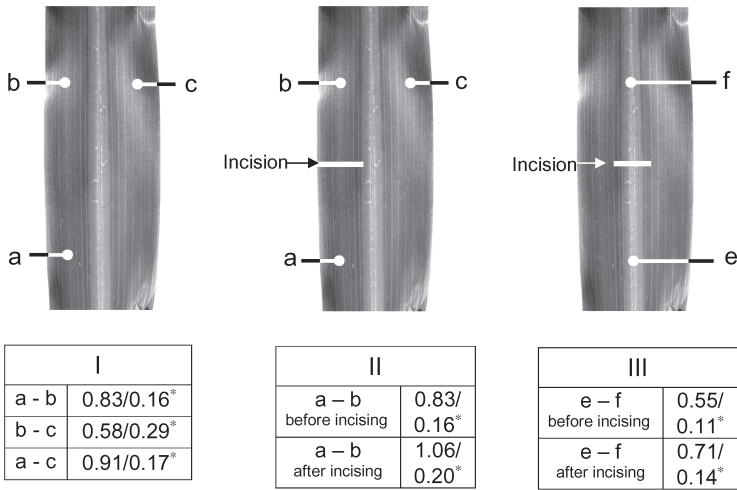 b
c
a
b
c
Incision
a
f
Incision
e
I
a - b 0.83/0.16*
b - c 0.58/0.29*
a - c 0.91/0.17*
II
a – b
before incising
0.83/
0.16*
a – b
after incising
1.06/
0.20*
III
e – f
before incising
0.55/
0.11*
e – f
after incising
0.71/
0.14*